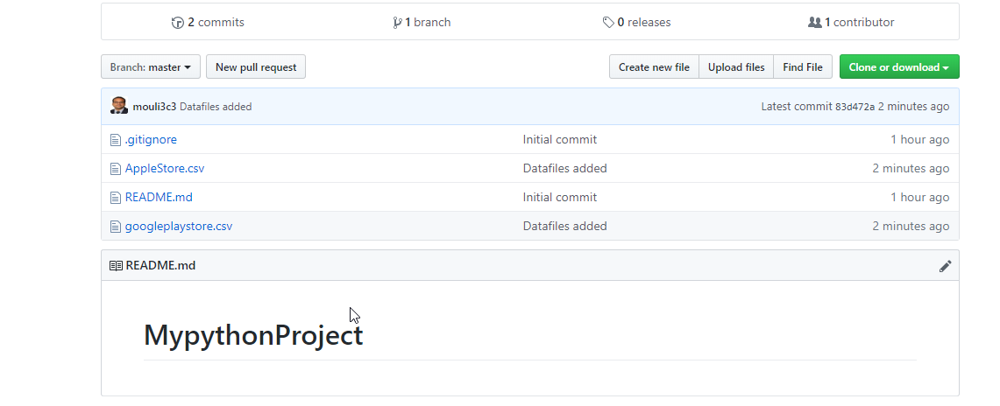 2 commits 1 branch 0 releases 1 contributor
Branch: master New pull request Create new file Upload files Find File Clone or download
mouli3c3 Datafiles added Latest commit 83d472a 2 minutes ago
.gitignore Initial commit 1 hour ago
AppleStore.csv Datafiles added 2 minutes ago
README.md Initial commit 1 hour ago
googleplaystore.csv Datafiles added 2 minutes ago
README.md
MypythonProject